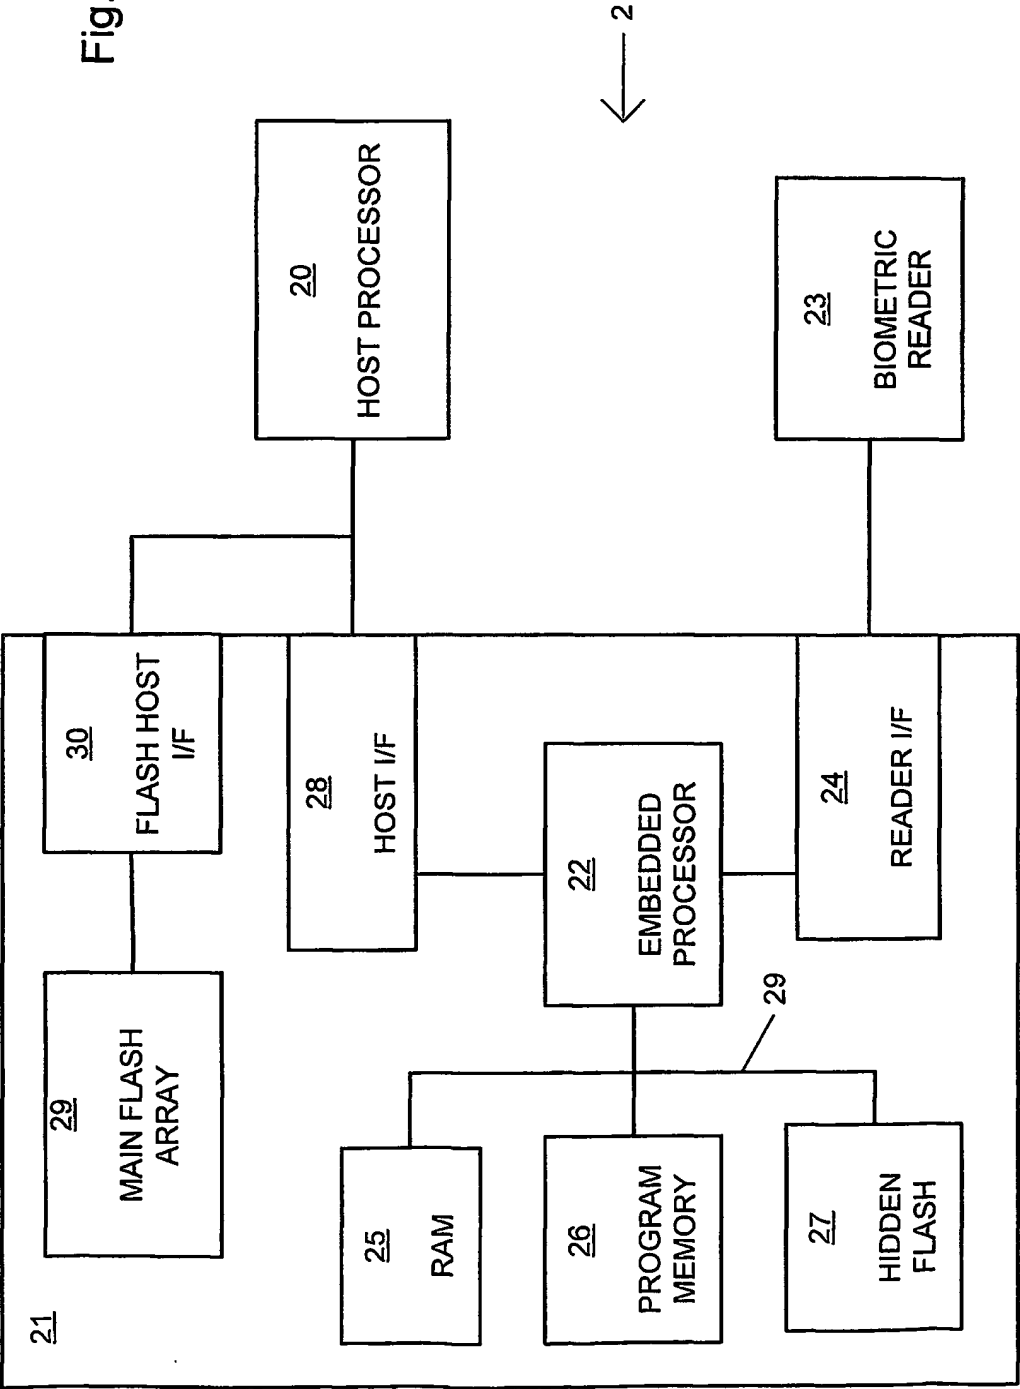 Fig.
2
20
HOST PROCESSOR
23
BIOMETRIC
READER
30
FLASH HOST
I/F
28
HOST I/F
22
EMBEDDED
PROCESSOR
24
READER I/F
29
29
MAIN FLASH
ARRAY
25
RAM
26
PROGRAM
MEMORY
27
HIDDEN
FLASH
21